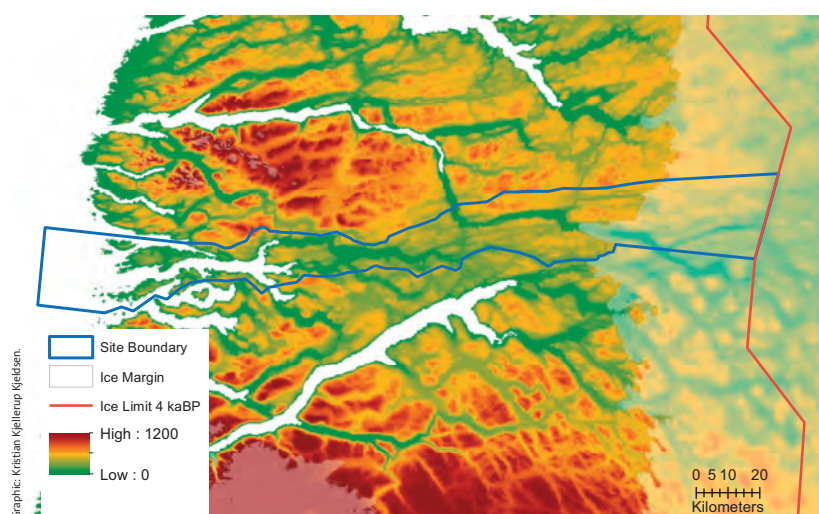 Graphic: Kristian Kjellerup Kjeldsen.
Site Boundary
Ice Margin
Ice Limit 4 kaBP
High : 1200
Low : 0
0 5 10 20
Kilometers